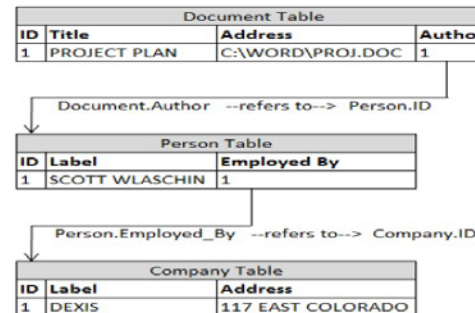 Document Table
ID Title Address Autho
1 PROJECT PLAN C:\WORD\PROJ.DOC 1
Document.Author --refers to--> Person.ID
Person Table
ID Label Employed By
1 SCOTT WLASCHIN 1
Person.Employed_By --refers to--> Company.ID
Company Table
ID Label Address
1 DEXIS 117 EAST COLORADO